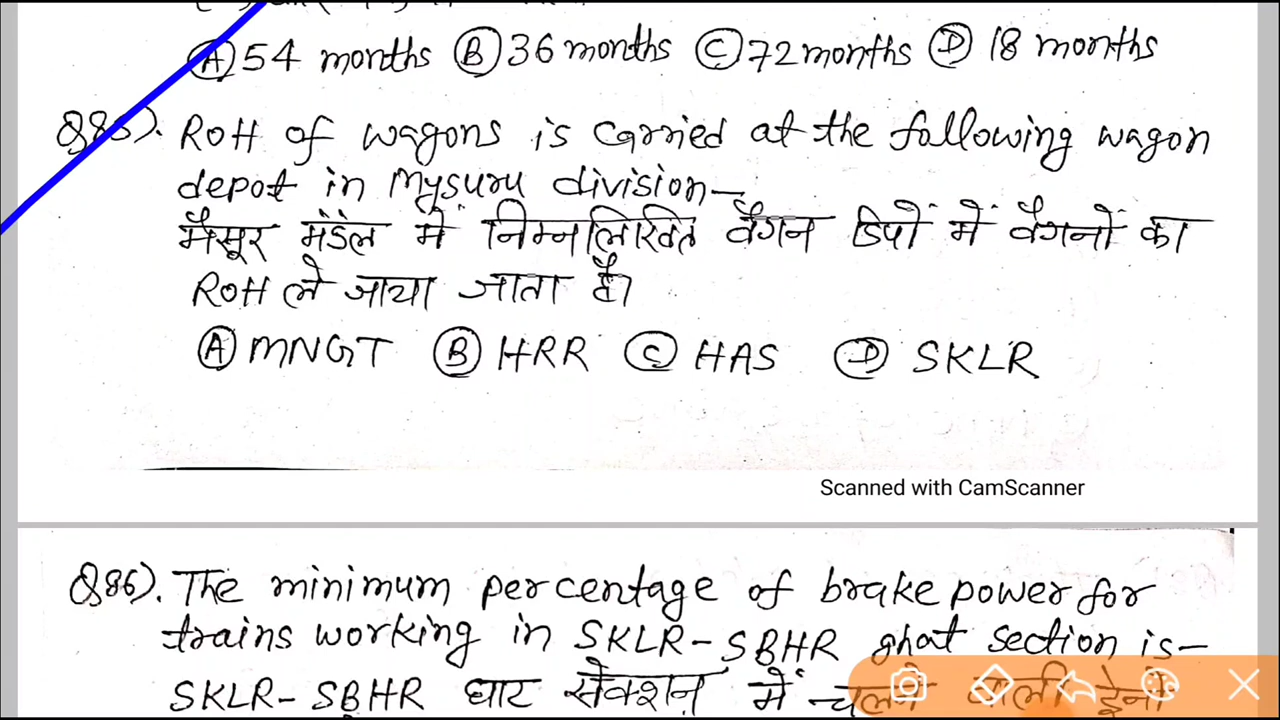 Ⓐ 54 months Ⓑ 36 months Ⓒ 72 months Ⓓ 18 months
Q85). ROH of wagons is carried at the following wagon
depot in Mysuru division—
मैसूर मंडेल में निम्नलिखित वैगन डिपों में वैगनों का
ROH ले जाया जाता है।
Ⓐ MNGT Ⓑ HRR Ⓒ HAS Ⓓ SKLR
Scanned with CamScanner
Q86). The minimum percentage of brake power for
trains working in SKLR-SBHR ghat section is—
SKLR-SBHR घाट सेक्शन में चलने वाली ट्रेनों